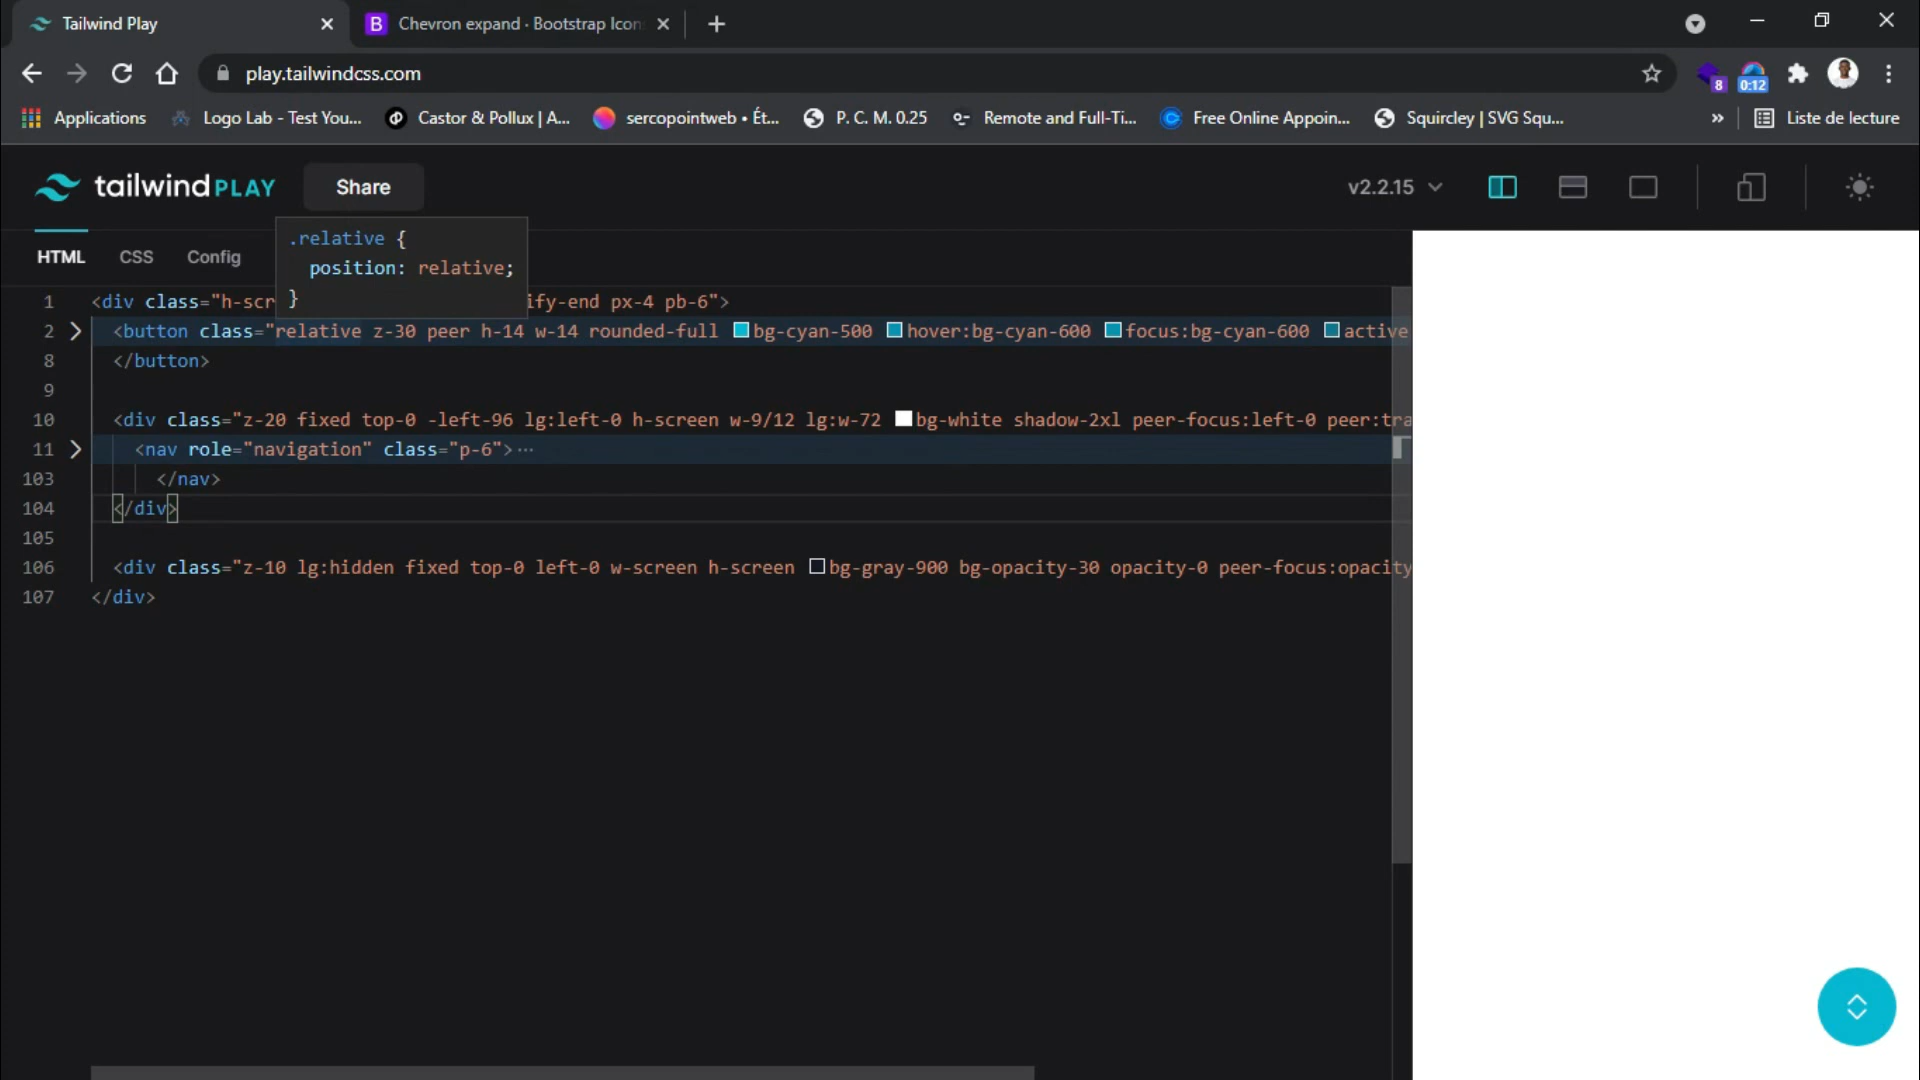 Tailwind Play
B Chevron expand · Bootstrap Icon
play.tailwindcss.com
8
0:12
Applications
Logo Lab - Test You...
Castor & Pollux | A...
sercopointweb • Ét...
P. C. M. 0.25
Remote and Full-Ti...
Free Online Appoin...
Squircley | SVG Squ...
»
Liste de lecture
tailwind PLAY
Share
v2.2.15
HTML
CSS
Config
.relative {
position: relative;
}
1 <div class="h-scr ify-end px-4 pb-6">
2 <button class="relative z-30 peer h-14 w-14 rounded-full bg-cyan-500 hover:bg-cyan-600 focus:bg-cyan-600 active
8 </button>
9
10 <div class="z-20 fixed top-0 -left-96 lg:left-0 h-screen w-9/12 lg:w-72 bg-white shadow-2xl peer-focus:left-0 peer:tra
11 <nav role="navigation" class="p-6">···
103 </nav>
104 </div>
105
106 <div class="z-10 lg:hidden fixed top-0 left-0 w-screen h-screen bg-gray-900 bg-opacity-30 opacity-0 peer-focus:opacity
107 </div>